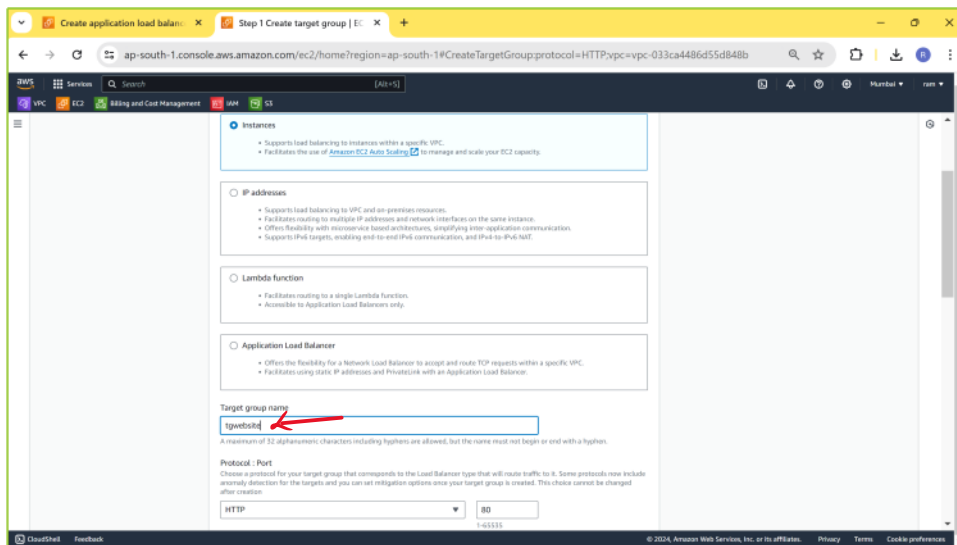 Create application load balanc
Step 1 Create target group | EC
ap-south-1.console.aws.amazon.com/ec2/home?region=ap-south-1#CreateTargetGroup:protocol=HTTP;vpc=vpc-033ca4486d55d848b
R
aws Services Search [Alt+S] Mumbai ram
VPC EC2 Billing and Cost Management IAM S3
Instances
Supports load balancing to instances within a specific VPC.
Facilitates the use of Amazon EC2 Auto Scaling to manage and scale your EC2 capacity.
IP addresses
Supports load balancing to VPC and on-premises resources.
Facilitates routing to multiple IP addresses and network interfaces on the same instance.
Offers flexibility with microservice based architectures, simplifying inter-application communication.
Supports IPv6 targets, enabling end-to-end IPv6 communication, and IPv4-to-IPv6 NAT.
Lambda function
Facilitates routing to a single Lambda function.
Accessible to Application Load Balancers only.
Application Load Balancer
Offers the flexibility for a Network Load Balancer to accept and route TCP requests within a specific VPC.
Facilitates using static IP addresses and PrivateLink with an Application Load Balancer.
Target group name
tgwebsite
A maximum of 32 alphanumeric characters including hyphens are allowed, but the name must not begin or end with a hyphen.
Protocol : Port
Choose a protocol for your target group that corresponds to the Load Balancer type that will route traffic to it. Some protocols now include
anomaly detection for the targets and you can set mitigation options once your target group is created. This choice cannot be changed
after creation
HTTP 80
1-65535
CloudShell Feedback © 2024, Amazon Web Services, Inc. or its affiliates. Privacy Terms Cookie preferences